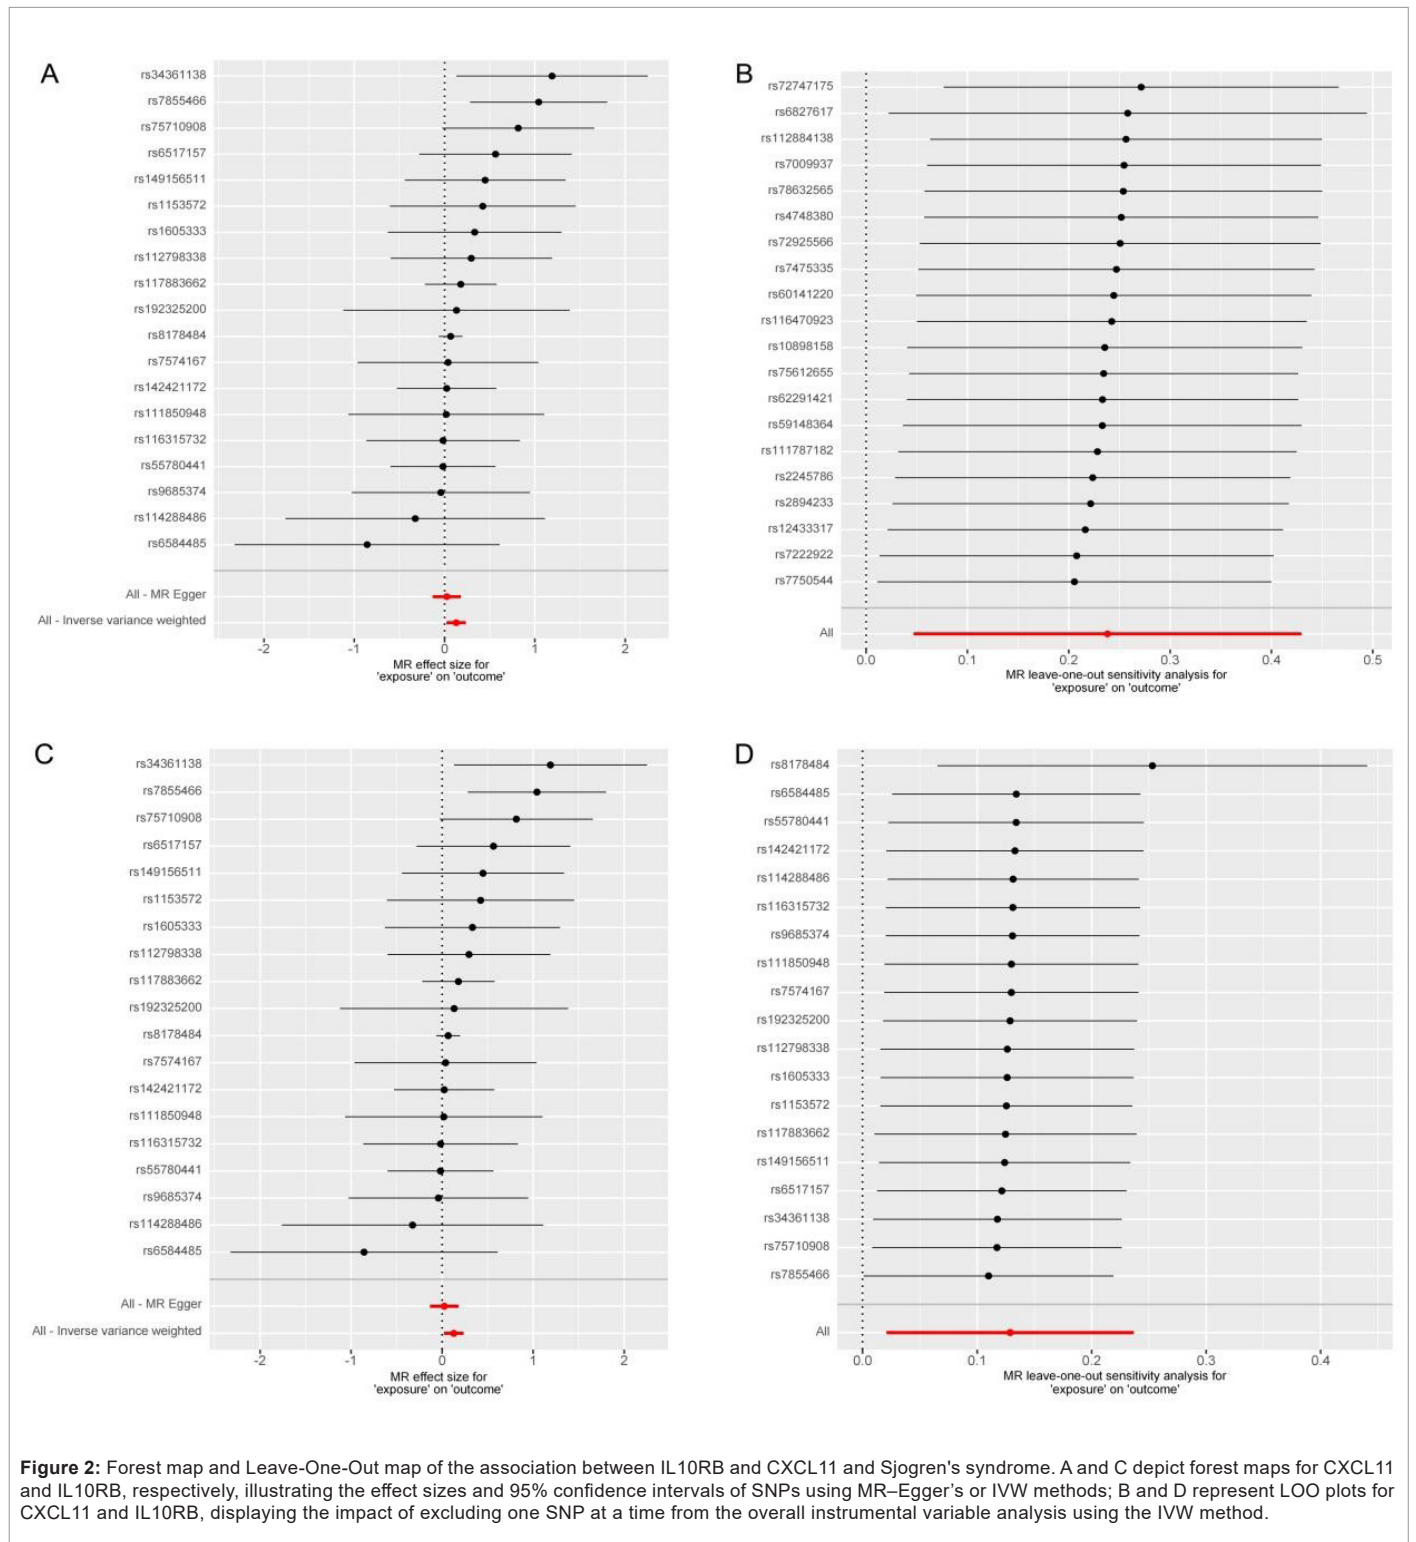 A
rs34361138
rs7855466
rs75710908
rs6517157
rs149156511
rs1153572
rs1605333
rs112798338
rs117883662
rs192325200
rs8178484
rs7574167
rs142421172
rs111850948
rs116315732
rs55780441
rs9685374
rs114288486
rs6584485
All - MR Egger
All - Inverse variance weighted
-2 -1 0 1 2
MR effect size for
'exposure' on 'outcome'
B
rs72747175
rs6827617
rs112884138
rs7009937
rs78632565
rs4748380
rs72925566
rs7475335
rs60141220
rs116470923
rs10898158
rs75612655
rs62291421
rs59148364
rs111787182
rs2245786
rs2894233
rs12433317
rs7222922
rs7750544
All
0.0 0.1 0.2 0.3 0.4 0.5
MR leave-one-out sensitivity analysis for
'exposure' on 'outcome'
C
rs34361138
rs7855466
rs75710908
rs6517157
rs149156511
rs1153572
rs1605333
rs112798338
rs117883662
rs192325200
rs8178484
rs7574167
rs142421172
rs111850948
rs116315732
rs55780441
rs9685374
rs114288486
rs6584485
All - MR Egger
All - Inverse variance weighted
-2 -1 0 1 2
MR effect size for
'exposure' on 'outcome'
D
rs8178484
rs6584485
rs55780441
rs142421172
rs114288486
rs116315732
rs9685374
rs111850948
rs7574167
rs192325200
rs112798338
rs1605333
rs1153572
rs117883662
rs149156511
rs6517157
rs34361138
rs75710908
rs7855466
All
0.0 0.1 0.2 0.3 0.4
MR leave-one-out sensitivity analysis for
'exposure' on 'outcome'
Figure 2: Forest map and Leave-One-Out map of the association between IL10RB and CXCL11 and Sjogren's syndrome. A and C depict forest maps for CXCL11
and IL10RB, respectively, illustrating the effect sizes and 95% confidence intervals of SNPs using MR–Egger's or IVW methods; B and D represent LOO plots for
CXCL11 and IL10RB, displaying the impact of excluding one SNP at a time from the overall instrumental variable analysis using the IVW method.